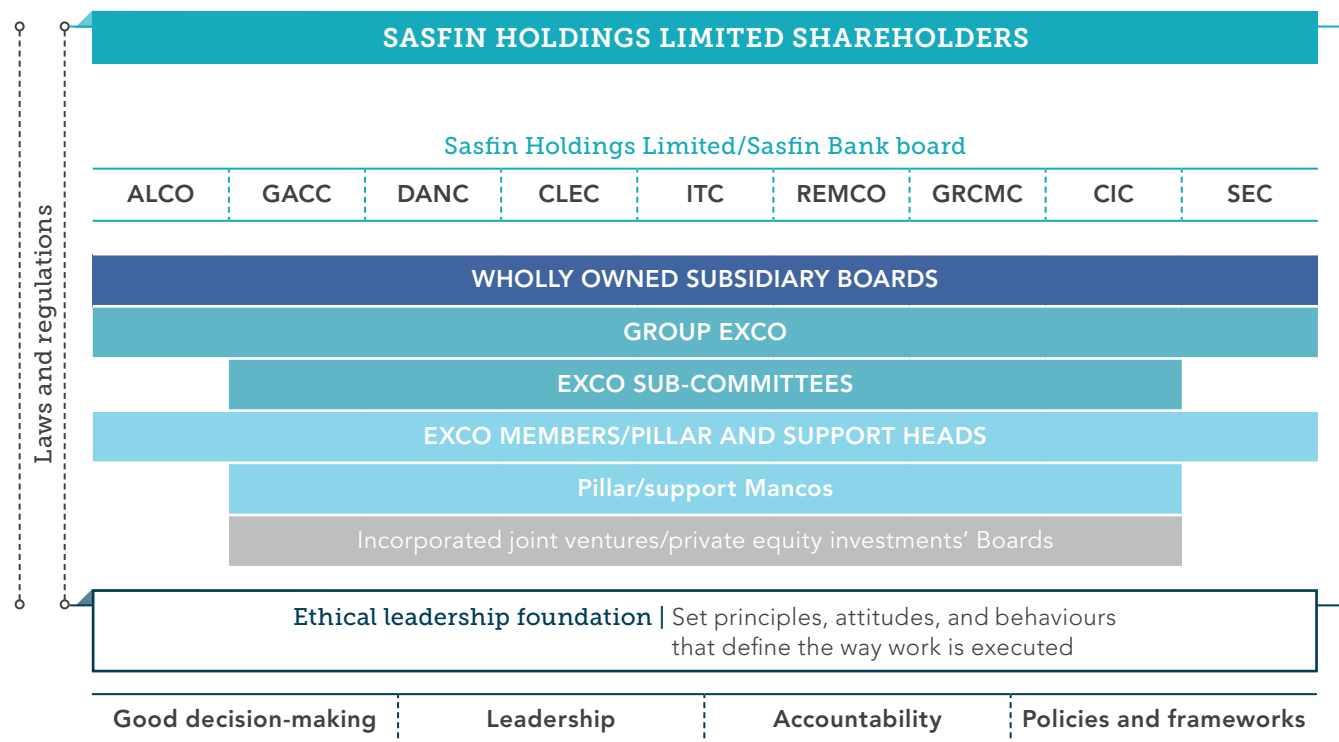 SASFIN HOLDINGS LIMITED SHAREHOLDERS
Laws and regulations
Sasfin Holdings Limited/Sasfin Bank board
ALCO GACC DANC CLEC ITC REMCO GRCMC CIC SEC
WHOLLY OWNED SUBSIDIARY BOARDS
GROUP EXCO
EXCO SUB-COMMITTEES
EXCO MEMBERS/PILLAR AND SUPPORT HEADS
Pillar/support Mancos
Incorporated joint ventures/private equity investments’ Boards
Ethical leadership foundation | Set principles, attitudes, and behaviours
that define the way work is executed
Good decision-making Leadership Accountability Policies and frameworks